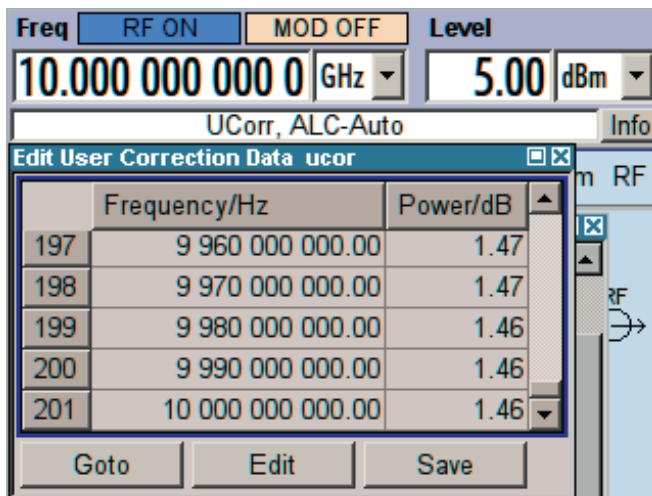 Freq RF ON MOD OFF Level
10.000 000 000 0 GHz 5.00 dBm
UCorr, ALC-Auto Info
Edit User Correction Data ucor
m RF
Frequency/Hz Power/dB
197 9 960 000 000.00 1.47
198 9 970 000 000.00 1.47
RF
199 9 980 000 000.00 1.46
200 9 990 000 000.00 1.46
201 10 000 000 000.00 1.46
Goto Edit Save